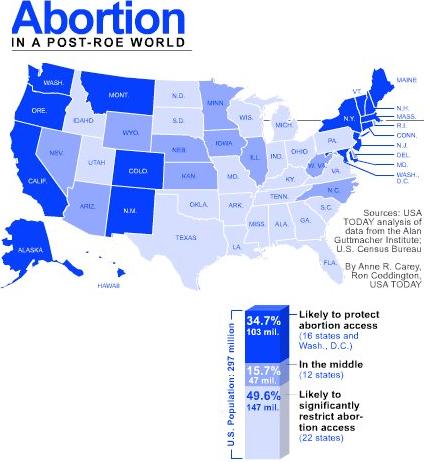 Abortion
IN A POST-ROE WORLD
WASH.
MONT.
N.D.
MINN
VT.
MAINE
ORE.
IDAHO
S.D.
WIS.
MICH.
N.Y.
N.H.
MASS.
R.I.
CONN.
WYO.
NEV.
NEB.
IOWA
PA.
N.J.
UTAH
COLO.
ILL.
IND.
OHIO
DEL.
MD.
CALIF.
KAN.
MO.
W. VA.
VA.
WASH.,
D.C.
KY.
N.C.
ARIZ.
N.M.
OKLA.
ARK.
TENN.
S.C.
TEXAS
MISS.
ALA.
GA.
LA.
FLA.
ALASKA
HAWAII
Sources: USA
TODAY analysis of
data from the Alan
Guttmacher Institute;
U.S. Census Bureau
By Anne R. Carey,
Ron Coddington,
USA TODAY
U.S. Population: 297 million
34.7%
103 mil.
Likely to protect
abortion access
(16 states and
Wash., D.C.)
15.7%
47 mil.
In the middle
(12 states)
49.6%
147 mil.
Likely to
significantly
restrict abor-
tion access
(22 states)